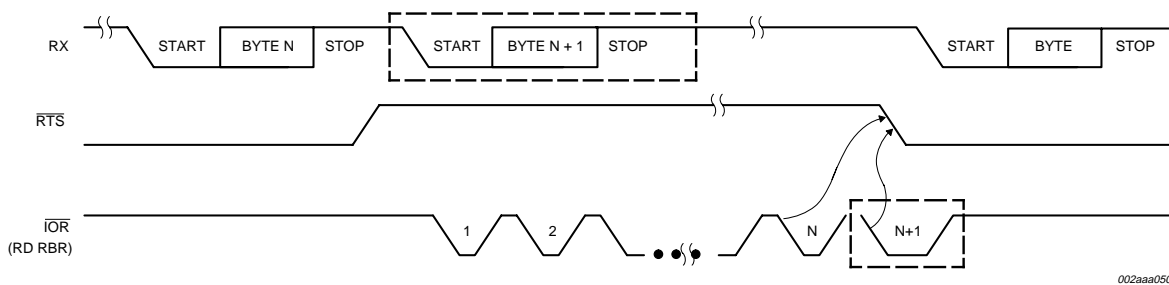 RX
START
BYTE N
STOP
START
BYTE N + 1
STOP
START
BYTE
STOP
RTS
IOR
(RD RBR)
1
2
N
N+1
002aaa050